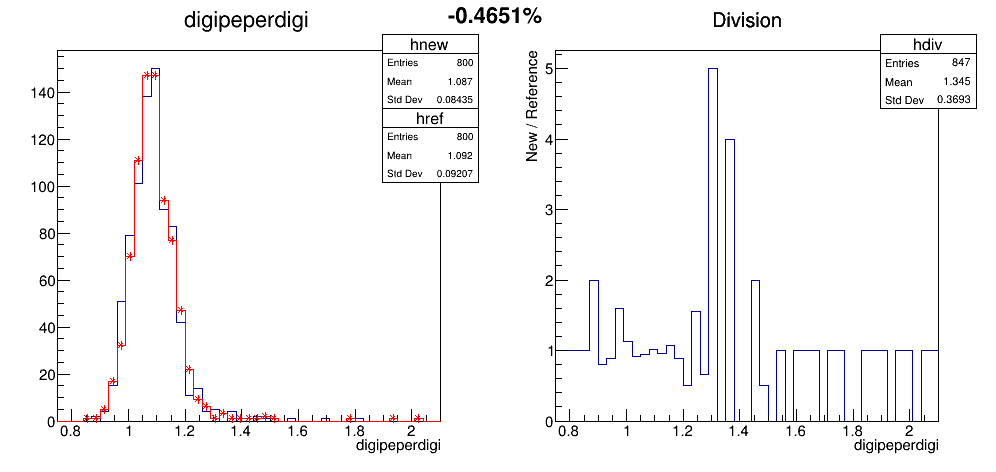 -0.4651%
digipeperdigi
hnew
Entries 800
Mean 1.087
Std Dev 0.08435
href
Entries 800
Mean 1.092
Std Dev 0.09207
140
120
100
80
60
40
20
0
0.8 1 1.2 1.4 1.6 1.8 2
digipeperdigi
Division
hdiv
Entries 847
Mean 1.345
Std Dev 0.3693
New / Reference
5
4
3
2
1
0
0.8 1 1.2 1.4 1.6 1.8 2
digipeperdigi